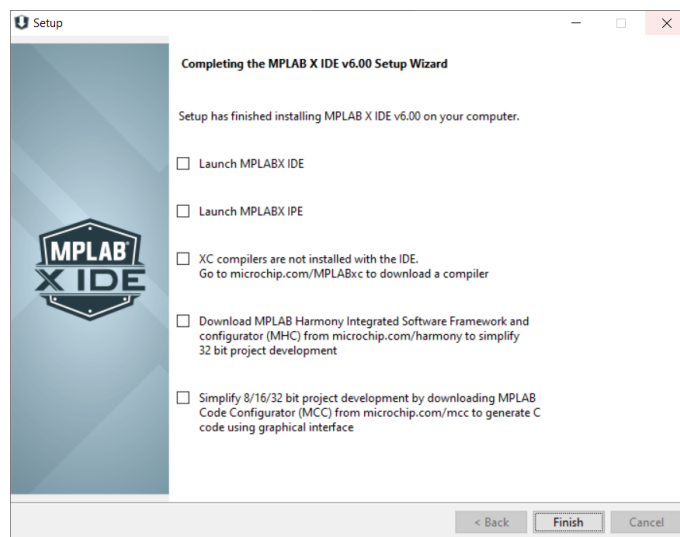 Setup
Completing the MPLAB X IDE v6.00 Setup Wizard
Setup has finished installing MPLAB X IDE v6.00 on your computer.
Launch MPLABX IDE
Launch MPLABX IPE
XC compilers are not installed with the IDE.
Go to microchip.com/MPLABxc to download a compiler
Download MPLAB Harmony Integrated Software Framework and
configurator (MHC) from microchip.com/harmony to simplify
32 bit project development
Simplify 8/16/32 bit project development by downloading MPLAB
Code Configurator (MCC) from microchip.com/mcc to generate C
code using graphical interface
MPLAB®
X IDE
< Back Finish Cancel